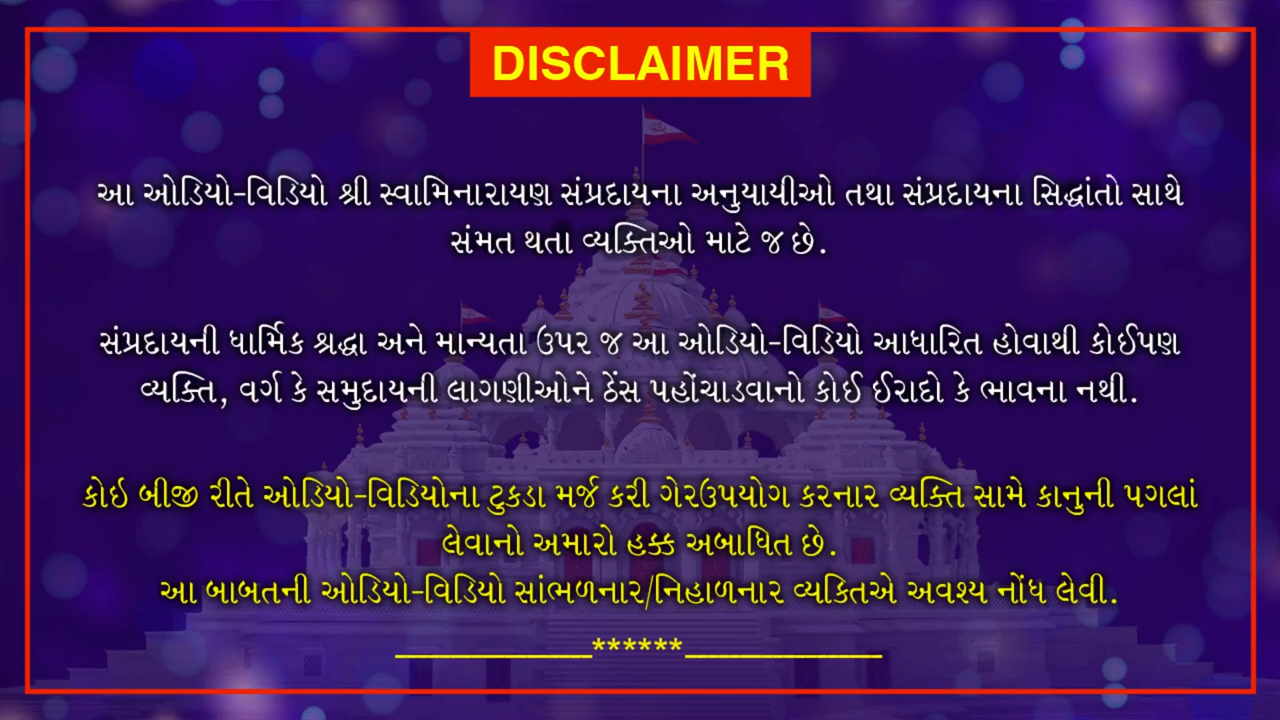 DISCLAIMER
આ ઓડિયો-વિડિયો શ્રી સ્વામિનારાયણ સંપ્રદાયના અનુયાયીઓ તથા સંપ્રદાયના સિદ્ધાંતો સાથે
સંમત થતા વ્યક્તિઓ માટે જ છે.
સંપ્રદાયની ધાર્મિક શ્રદ્ધા અને માન્યતા ઉપર જ આ ઓડિયો-વિડિયો આધારિત હોવાથી કોઈપણ
વ્યક્તિ, વર્ગ કે સમુદાયની લાગણીઓને ઠેંસ પહોંચાડવાનો કોઈ ઈરાદો કે ભાવના નથી.
કોઇ બીજી રીતે ઓડિયો-વિડિયોના ટુકડા મર્જ કરી ગેરઉપયોગ કરનાર વ્યક્તિ સામે કાનુની પગલાં
લેવાનો અમારો હક્ક અબાધિત છે.
આ બાબતની ઓડિયો-વિડિયો સાંભળનાર/નિહાળનાર વ્યકિતએ અવશ્ય નોંધ લેવી.
______________******______________